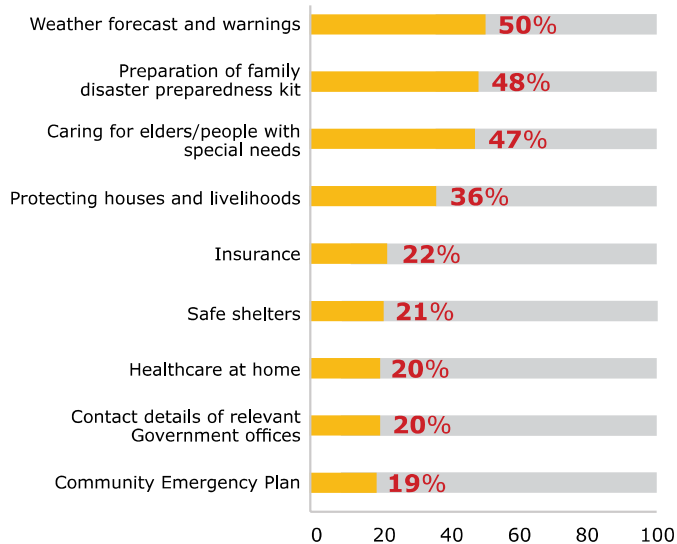 Weather forecast and warnings
50%
Preparation of family
disaster preparedness kit
48%
Caring for elders/people with
special needs
47%
Protecting houses and livelihoods
36%
Insurance
22%
Safe shelters
21%
Healthcare at home
20%
Contact details of relevant
Government offices
20%
Community Emergency Plan
19%
0 20 40 60 80 100